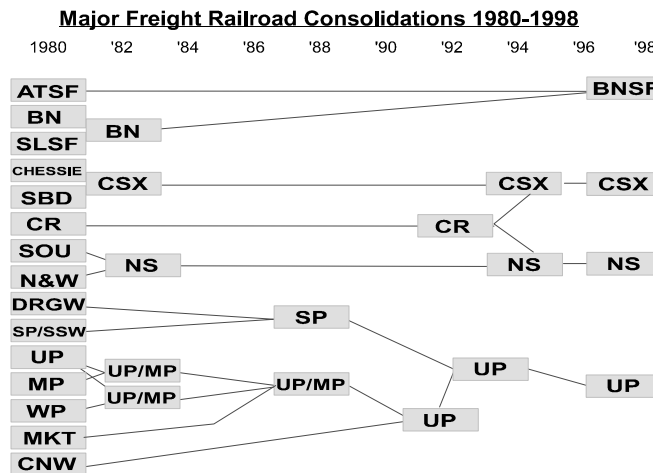 Major Freight Railroad Consolidations 1980-1998
1980 '82 '84 '86 '88 '90 '92 '94 '96 '98
ATSF BNSF
BN
BN
SLSF
CHESSIE
CSX CSX CSX
SBD
CR CR
SOU
NS NS NS
N&W
DRGW
SP
SP/SSW
UP
UP/MP UP
MP UP/MP UP
UP/MP
WP
UP
MKT
CNW